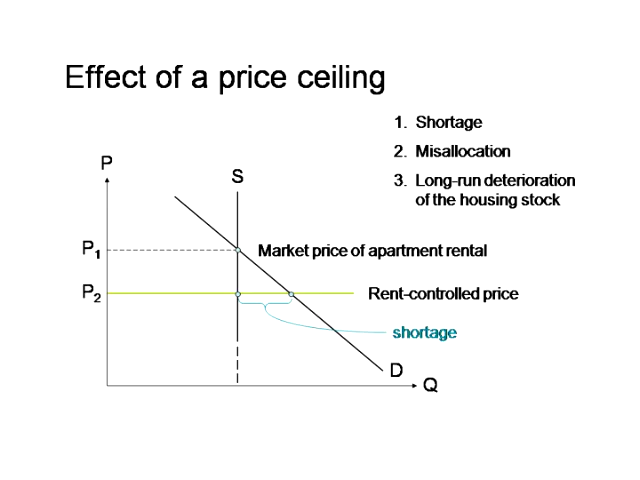 Effect of a price ceiling
1. Shortage
2. Misallocation
3. Long-run deterioration
of the housing stock
P
S
P1
Market price of apartment rental
P2
Rent-controlled price
shortage
D
Q